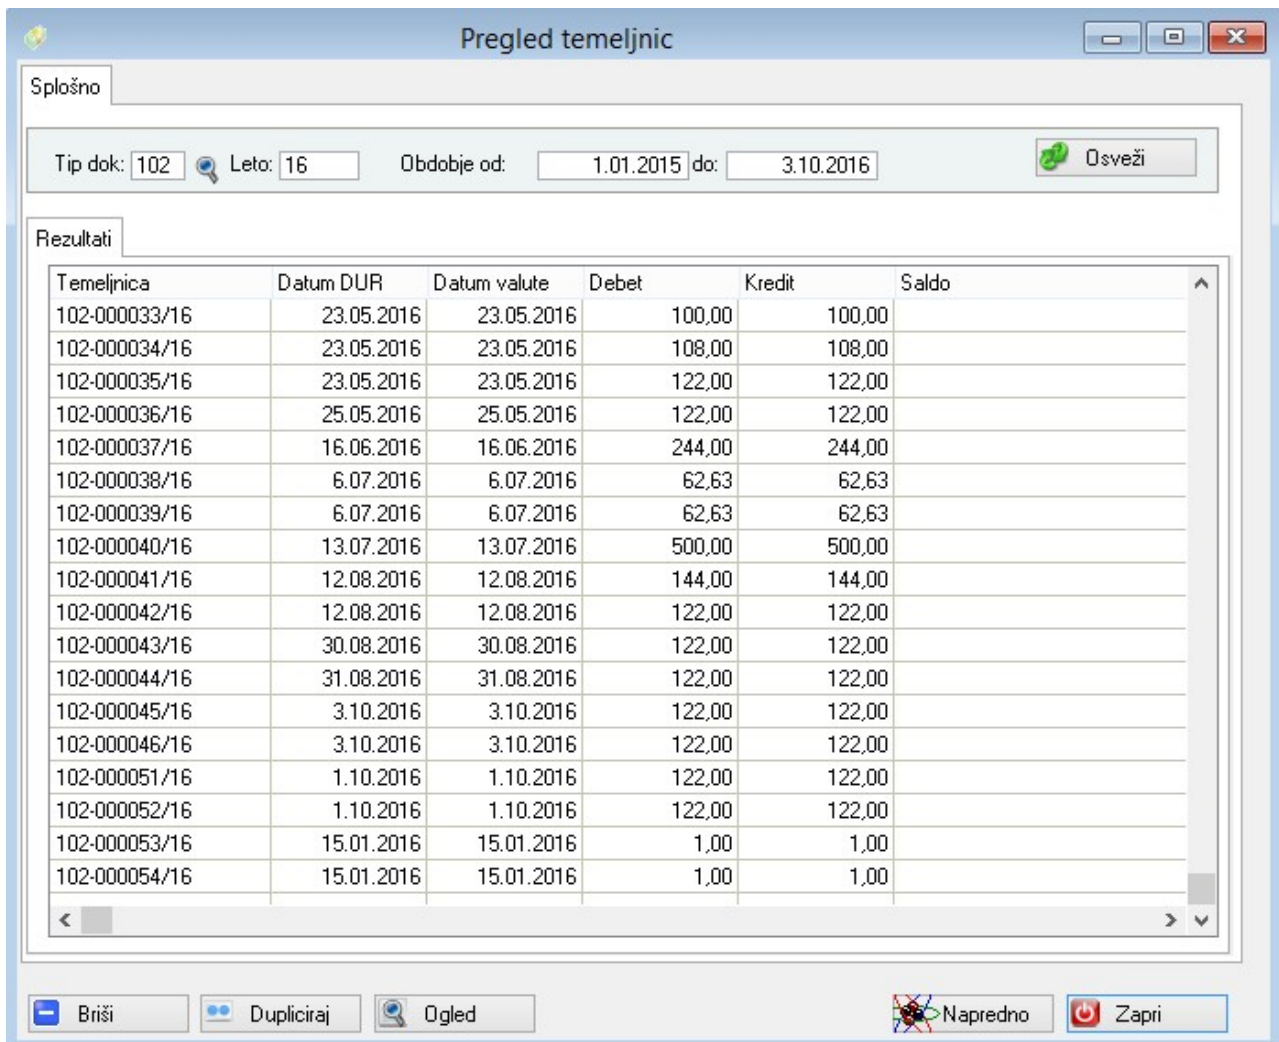 Pregled temeljnic
Splošno
Tip dok: 102 Leto: 16 Obdobje od: 1.01.2015 do: 3.10.2016 Osveži
Rezultati
Temeljnica Datum DUR Datum valute Debet Kredit Saldo
102-000033/16 23.05.2016 23.05.2016 100,00 100,00
102-000034/16 23.05.2016 23.05.2016 108,00 108,00
102-000035/16 23.05.2016 23.05.2016 122,00 122,00
102-000036/16 25.05.2016 25.05.2016 122,00 122,00
102-000037/16 16.06.2016 16.06.2016 244,00 244,00
102-000038/16 6.07.2016 6.07.2016 62,63 62,63
102-000039/16 6.07.2016 6.07.2016 62,63 62,63
102-000040/16 13.07.2016 13.07.2016 500,00 500,00
102-000041/16 12.08.2016 12.08.2016 144,00 144,00
102-000042/16 12.08.2016 12.08.2016 122,00 122,00
102-000043/16 30.08.2016 30.08.2016 122,00 122,00
102-000044/16 31.08.2016 31.08.2016 122,00 122,00
102-000045/16 3.10.2016 3.10.2016 122,00 122,00
102-000046/16 3.10.2016 3.10.2016 122,00 122,00
102-000051/16 1.10.2016 1.10.2016 122,00 122,00
102-000052/16 1.10.2016 1.10.2016 122,00 122,00
102-000053/16 15.01.2016 15.01.2016 1,00 1,00
102-000054/16 15.01.2016 15.01.2016 1,00 1,00
Briši Dupliciraj Ogled Napredno Zapri